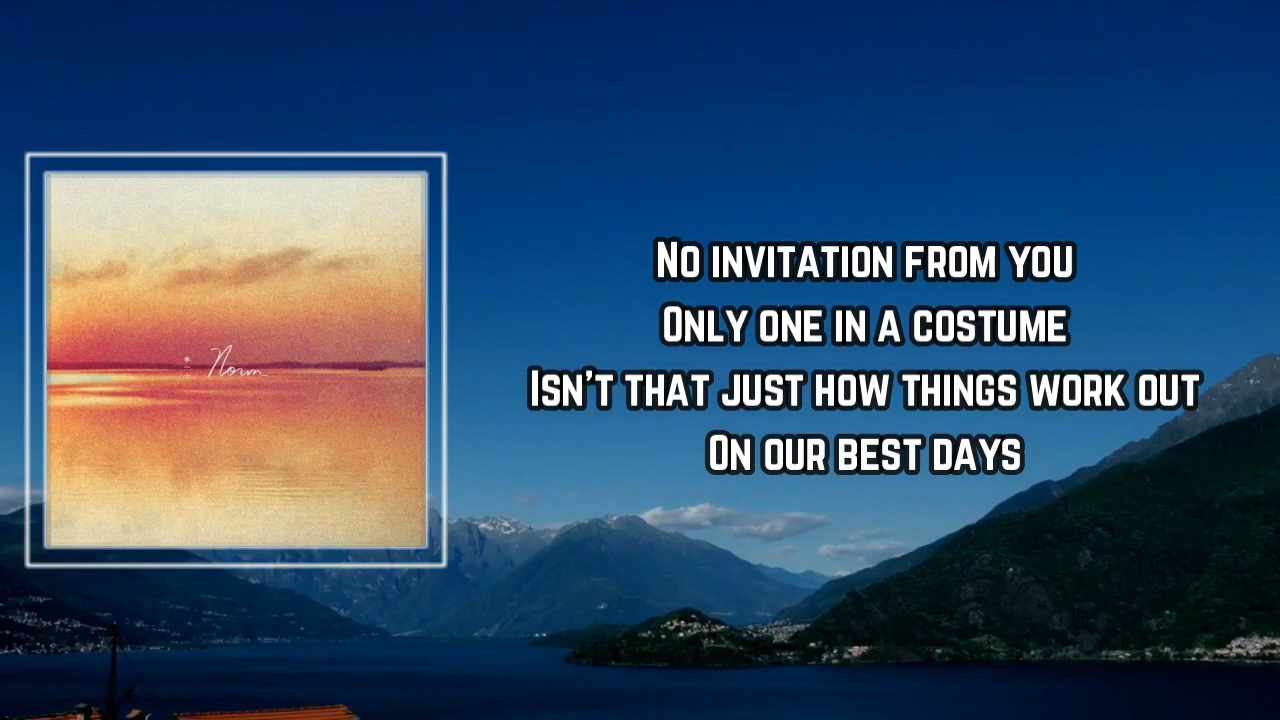 Norm
No invitation from you
Only one in a costume
Isn't that just how things work out
On our best days